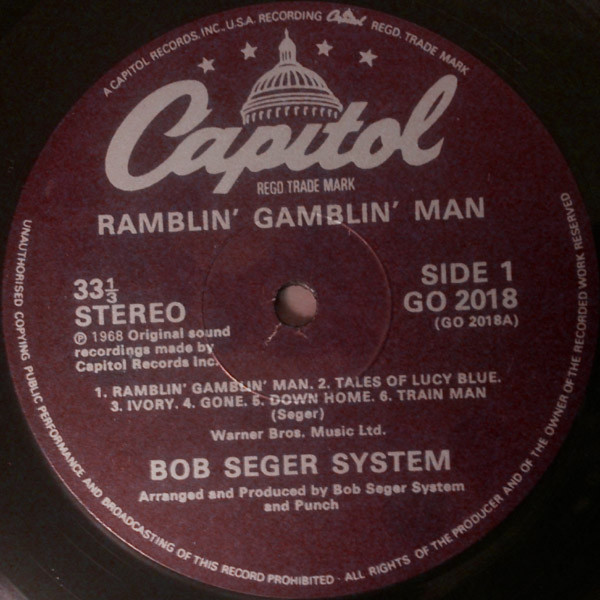 A CAPITOL RECORDS, INC., U.S.A. RECORDING Capitol REGD. TRADE MARK
Capitol
REGD TRADE MARK
RAMBLIN' GAMBLIN' MAN
33⅓
STEREO
SIDE 1
GO 2018
(GO 2018A)
℗ 1968 Original sound
recordings made by
Capitol Records Inc.
1. RAMBLIN' GAMBLIN' MAN. 2. TALES OF LUCY BLUE.
3. IVORY. 4. GONE. 5. DOWN HOME. 6. TRAIN MAN
(Seger)
Warner Bros. Music Ltd.
BOB SEGER SYSTEM
Arranged and Produced by Bob Seger System
and Punch
UNAUTHORISED COPYING PUBLIC PERFORMANCE AND BROADCASTING OF THIS RECORD PROHIBITED - ALL RIGHTS OF THE PRODUCER AND OF THE OWNER OF THE RECORDED WORK RESERVED